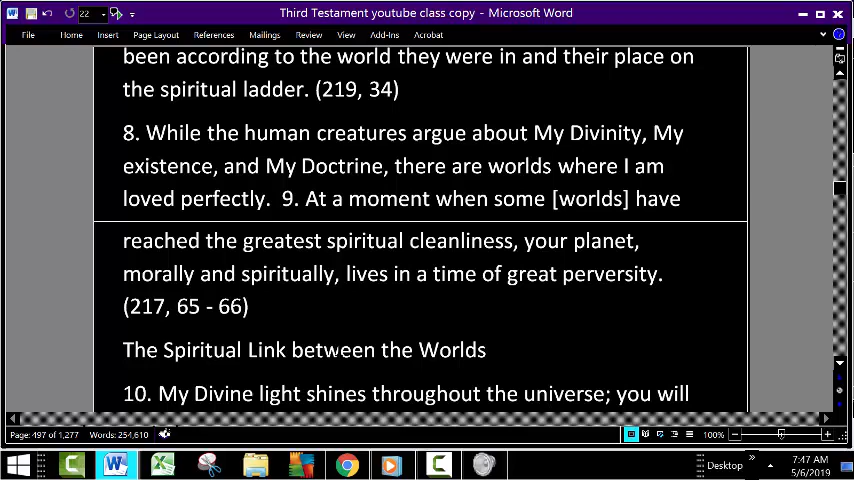 22
Third Testament youtube class copy - Microsoft Word
File Home Insert Page Layout References Mailings Review View Add-Ins Acrobat
been according to the world they were in and their place on
the spiritual ladder. (219, 34)
8. While the human creatures argue about My Divinity, My
existence, and My Doctrine, there are worlds where I am
loved perfectly.  9. At a moment when some [worlds] have
reached the greatest spiritual cleanliness, your planet,
morally and spiritually, lives in a time of great perversity.
(217, 65 - 66)
The Spiritual Link between the Worlds
10. My Divine light shines throughout the universe; you will
Page: 497 of 1,277 Words: 254,610 100%
Desktop
7:47 AM
5/6/2019